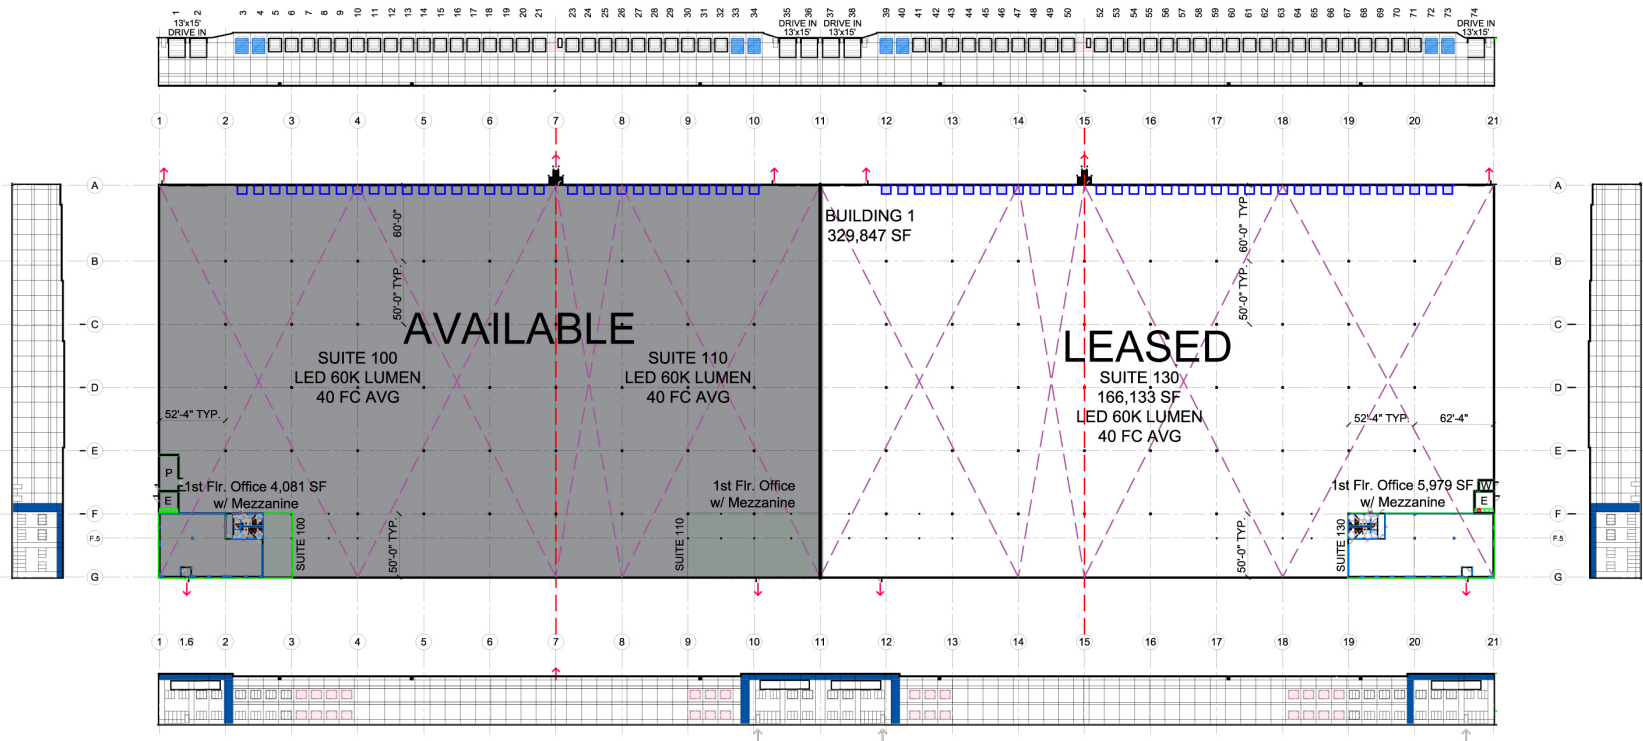 1 2 3 4 5 6 7 8 9 10 11 12 13 14 15 16 17 18 19 20 21 23 24 25 26 27 28 29 30 31 32 33 34 35 36 37 38 39 40 41 42 43 44 45 46 47 48 49 50 52 53 54 55 56 57 58 59 60 61 62 63 64 65 66 67 68 69 70 71 72 73 74
13'x15' DRIVE IN DRIVE IN DRIVE IN
DRIVE IN 13'x15' 13'x15' 13'x15'
1 2 3 4 5 6 7 8 9 10 11 12 13 14 15 16 17 18 19 20 21
A A
60'-0"
BUILDING 1
329,847 SF
60'-0" TYP.
B B
50'-0" TYP.
50'-0" TYP.
C C
AVAILABLE
LEASED
SUITE 100
LED 60K LUMEN
40 FC AVG
SUITE 110
LED 60K LUMEN
40 FC AVG
SUITE 130
166,133 SF
LED 60K LUMEN
40 FC AVG
D D
52'-4" TYP.
52'-4" TYP. 62'-4"
E E
P
E
1st Flr. Office 4,081 SF
w/ Mezzanine
1st Flr. Office
w/ Mezzanine
1st Flr. Office 5,979 SF
w/ Mezzanine
W
E
F F
F.5 F.5
SUITE 100
50'-0" TYP.
SUITE 110
50'-0" TYP.
SUITE 130
G G
1 1.6 2 3 4 5 6 7 8 9 10 11 12 13 14 15 16 17 18 19 20 21